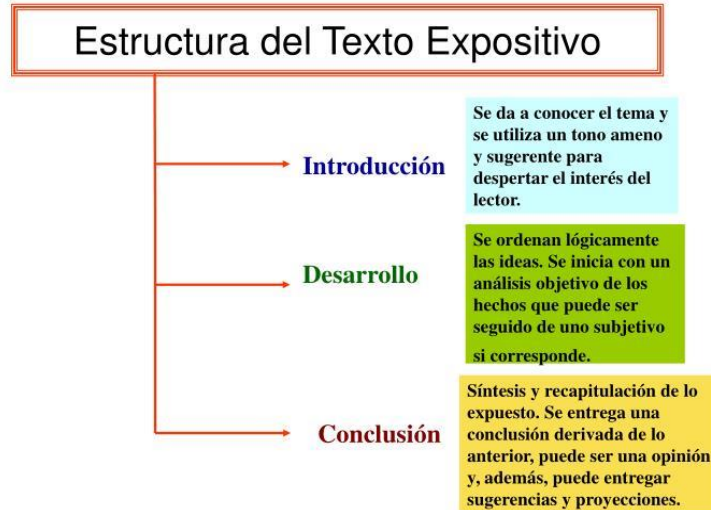 Estructura del Texto Expositivo
Introducción
Se da a conocer el tema y
se utiliza un tono ameno
y sugerente para
despertar el interés del
lector.
Desarrollo
Se ordenan lógicamente
las ideas. Se inicia con un
análisis objetivo de los
hechos que puede ser
seguido de uno subjetivo
si corresponde.
Conclusión
Síntesis y recapitulación de lo
expuesto. Se entrega una
conclusión derivada de lo
anterior, puede ser una opinión
y, además, puede entregar
sugerencias y proyecciones.